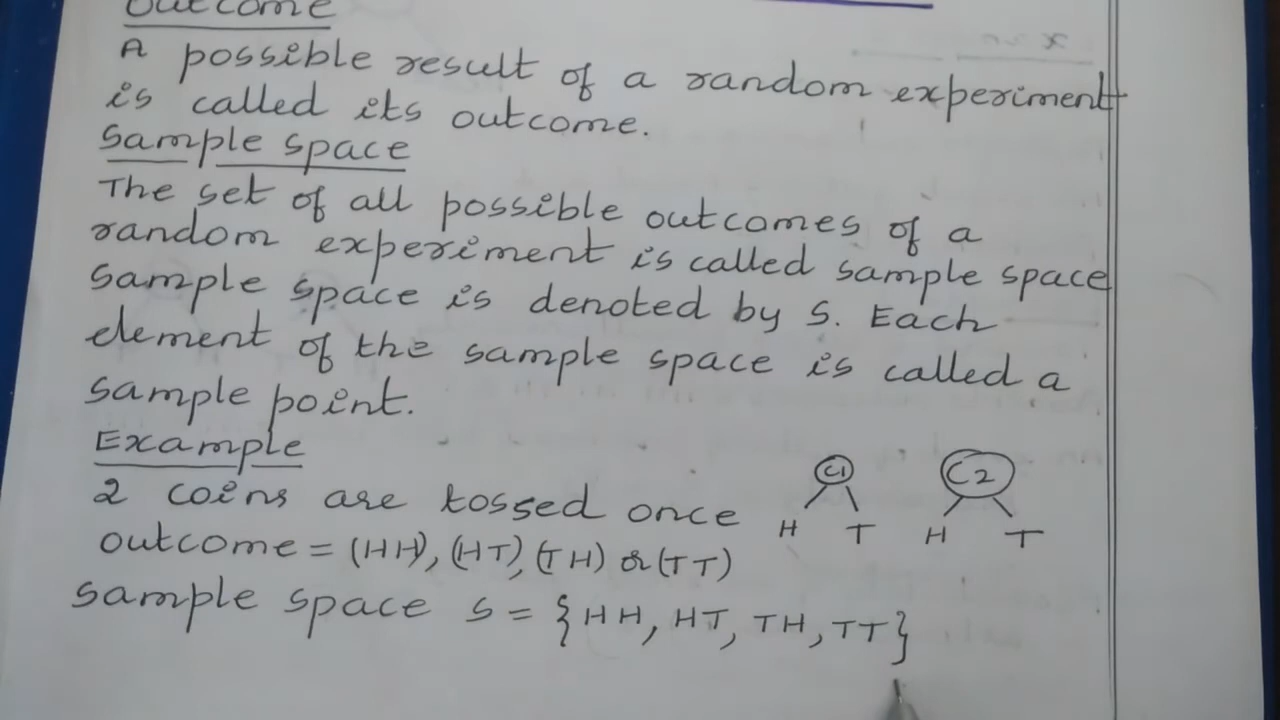 Outcome
A possible result of a random experiment
is called its outcome.
Sample space
The set of all possible outcomes of a
random experiment is called sample space
sample space is denoted by S. Each
element of the sample space is called a
sample point.
Example
2 coins are tossed once
C1 C2
H T H T
outcome = (HH), (HT), (TH) or (TT)
sample space S = {HH, HT, TH, TT}